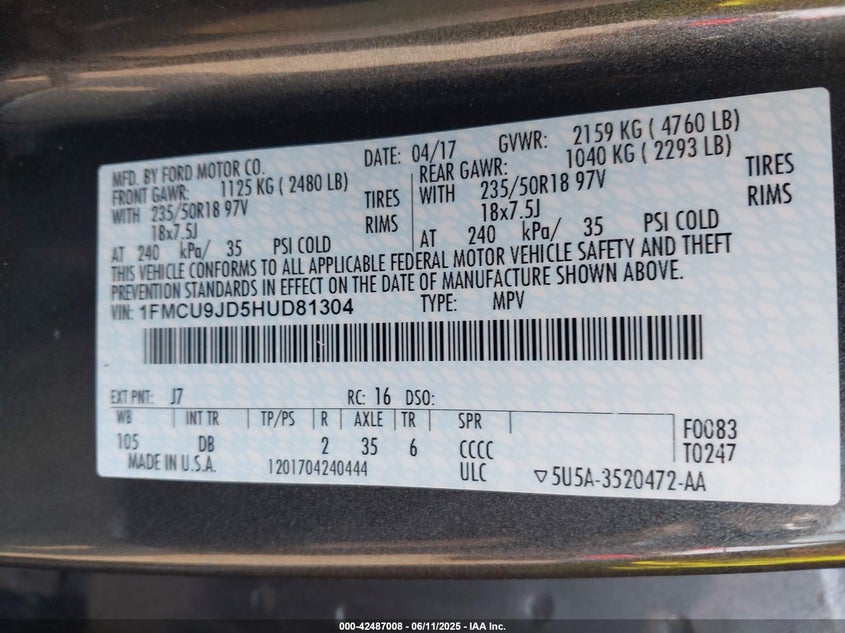 MFD. BY FORD MOTOR CO. DATE: 04/17 GVWR: 2159 KG ( 4760 LB)
FRONT GAWR: 1125 KG ( 2480 LB) REAR GAWR: 1040 KG ( 2293 LB)
WITH 235/50R18 97V TIRES WITH 235/50R18 97V TIRES
18x7.5J RIMS 18x7.5J RIMS
AT 240 kPa/ 35 PSI COLD AT 240 kPa/ 35 PSI COLD
THIS VEHICLE CONFORMS TO ALL APPLICABLE FEDERAL MOTOR VEHICLE SAFETY AND THEFT
PREVENTION STANDARDS IN EFFECT ON THE DATE OF MANUFACTURE SHOWN ABOVE.
VIN: 1FMCU9JD5HUD81304 TYPE: MPV
EXT PNT: J7 RC: 16 DSO:
WB INT TR TP/PS R AXLE TR SPR F0083
105 DB 2 35 6 CCCC T0247
MADE IN U.S.A. 1201704240444 ULC ▽5U5A-3520472-AA
000-42487008 - 06/11/2025 - IAA Inc.